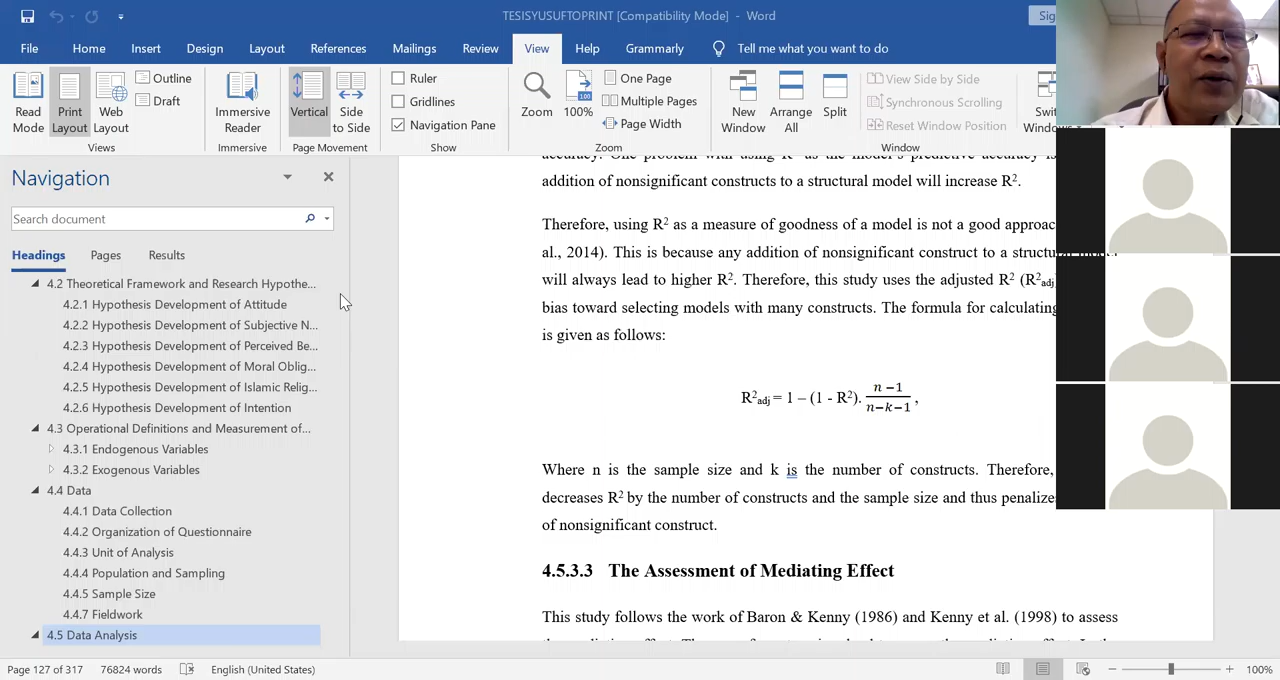 TESISYUSUFTOPRINT [Compatibility Mode] - Word
File Home Insert Design Layout References Mailings Review View Help Grammarly Tell me what you want to do
Read Mode
Print Layout
Web Layout
Outline
Draft
Views
Immersive Reader
Immersive
Vertical
Side to Side
Page Movement
Ruler
Gridlines
Navigation Pane
Show
Zoom
100%
One Page
Multiple Pages
Page Width
Zoom
New Window
Arrange All
Split
View Side by Side
Synchronous Scrolling
Reset Window Position
Window
Navigation
Search document
Headings Pages Results
4.2 Theoretical Framework and Research Hypothe...
4.2.1 Hypothesis Development of Attitude
4.2.2 Hypothesis Development of Subjective N...
4.2.3 Hypothesis Development of Perceived Be...
4.2.4 Hypothesis Development of Moral Oblig...
4.2.5 Hypothesis Development of Islamic Relig...
4.2.6 Hypothesis Development of Intention
4.3 Operational Definitions and Measurement of...
4.3.1 Endogenous Variables
4.3.2 Exogenous Variables
4.4 Data
4.4.1 Data Collection
4.4.2 Organization of Questionnaire
4.4.3 Unit of Analysis
4.4.4 Population and Sampling
4.4.5 Sample Size
4.4.7 Fieldwork
4.5 Data Analysis
accuracy. One problem with using R² as the model's predictive accuracy is
addition of nonsignificant constructs to a structural model will increase R².
Therefore, using R² as a measure of goodness of a model is not a good approac
al., 2014). This is because any addition of nonsignificant construct to a structural model
will always lead to higher R². Therefore, this study uses the adjusted R² (R²adj
bias toward selecting models with many constructs. The formula for calculating
is given as follows:
R²adj = 1 – (1 - R²). n −1 / n−k−1 ,
Where n is the sample size and k is the number of constructs. Therefore,
decreases R² by the number of constructs and the sample size and thus penalize
of nonsignificant construct.
4.5.3.3 The Assessment of Mediating Effect
This study follows the work of Baron & Kenny (1986) and Kenny et al. (1998) to assess
Page 127 of 317 76824 words English (United States) 100%